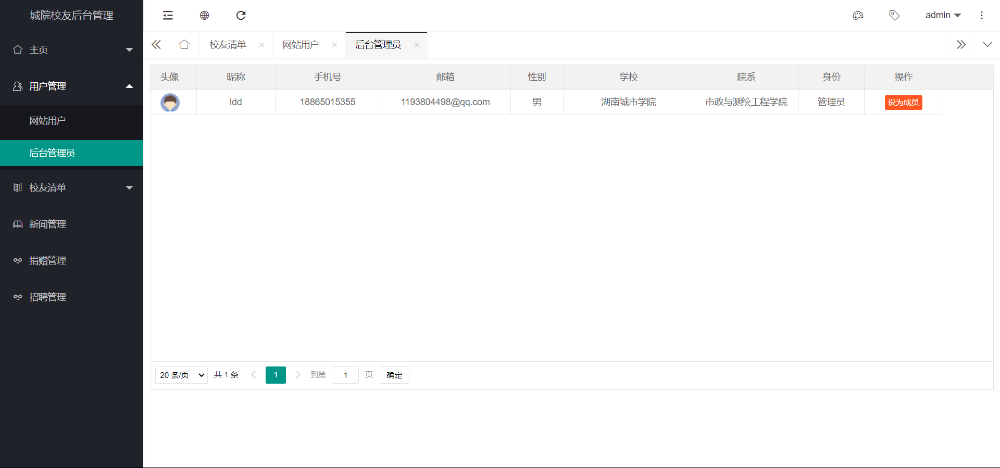 城院校友后台管理
admin
主页
用户管理
网站用户
后台管理员
校友清单
新闻管理
捐赠管理
招聘管理
校友清单 网站用户 后台管理员
头像 昵称 手机号 邮箱 性别 学校 院系 身份 操作
ldd 18865015355 1193804498@qq.com 男 湖南城市学院 市政与测绘工程学院 管理员 设为成员
20 条/页 共 1 条 1 到第 1 页 确定